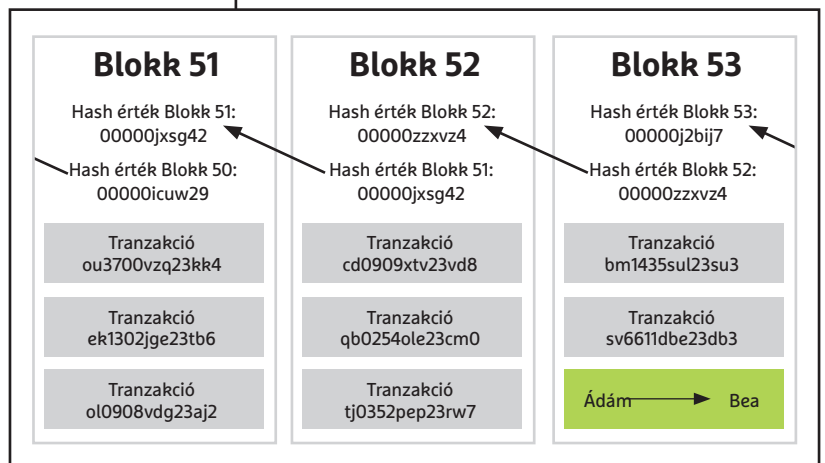 Blokk 51
Hash érték Blokk 51:
00000jxsg42
Hash érték Blokk 50:
00000icuw29
Tranzakció
ou3700vzq23kk4
Tranzakció
ek1302jge23tb6
Tranzakció
ol0908vdg23aj2
Blokk 52
Hash érték Blokk 52:
00000zzxvz4
Hash érték Blokk 51:
00000jxsg42
Tranzakció
cd0909xtv23vd8
Tranzakció
qb0254ole23cm0
Tranzakció
tj0352pep23rw7
Blokk 53
Hash érték Blokk 53:
00000j2bij7
Hash érték Blokk 52:
00000zzxvz4
Tranzakció
bm1435sul23su3
Tranzakció
sv6611dbe23db3
Ádám Bea